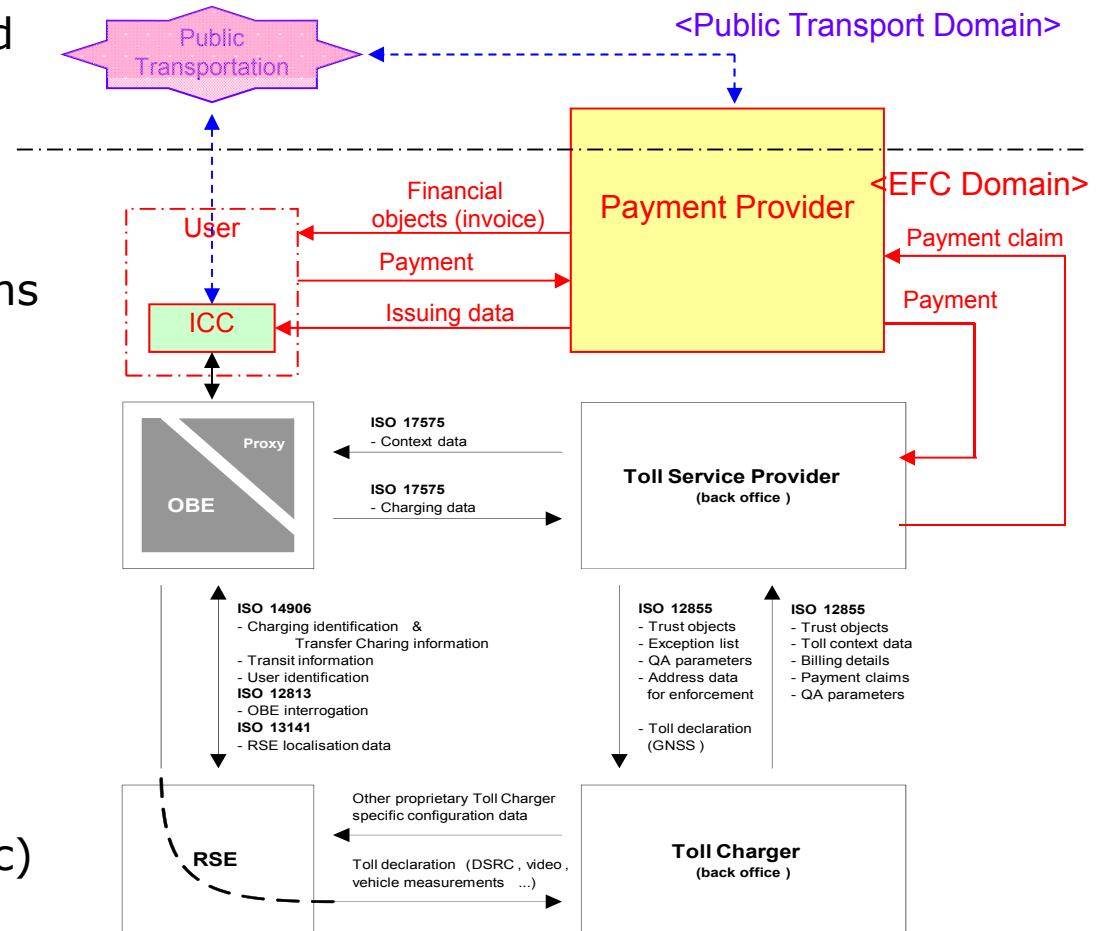 d
<Public Transport Domain>
Public
Transportation
<EFC Domain>
Financial
objects (invoice)
User
Payment Provider
Payment claim
Payment
ns
Payment
Issuing data
ICC
ISO 17575
- Context data
Proxy
OBE
ISO 17575
- Charging data
Toll Service Provider
(back office )
ISO 14906
- Charging identification &
Transfer Charing information
- Transit information
- User identification
ISO 12813
- OBE interrogation
ISO 13141
- RSE localisation data
ISO 12855
- Trust objects
- Exception list
- QA parameters
- Address data
for enforcement
- Toll declaration
(GNSS )
ISO 12855
- Trust objects
- Toll context data
- Billing details
- Payment claims
- QA parameters
c)
RSE
Other proprietary Toll Charger
specific configuration data
Toll declaration (DSRC , video ,
vehicle measurements ...)
Toll Charger
(back office )